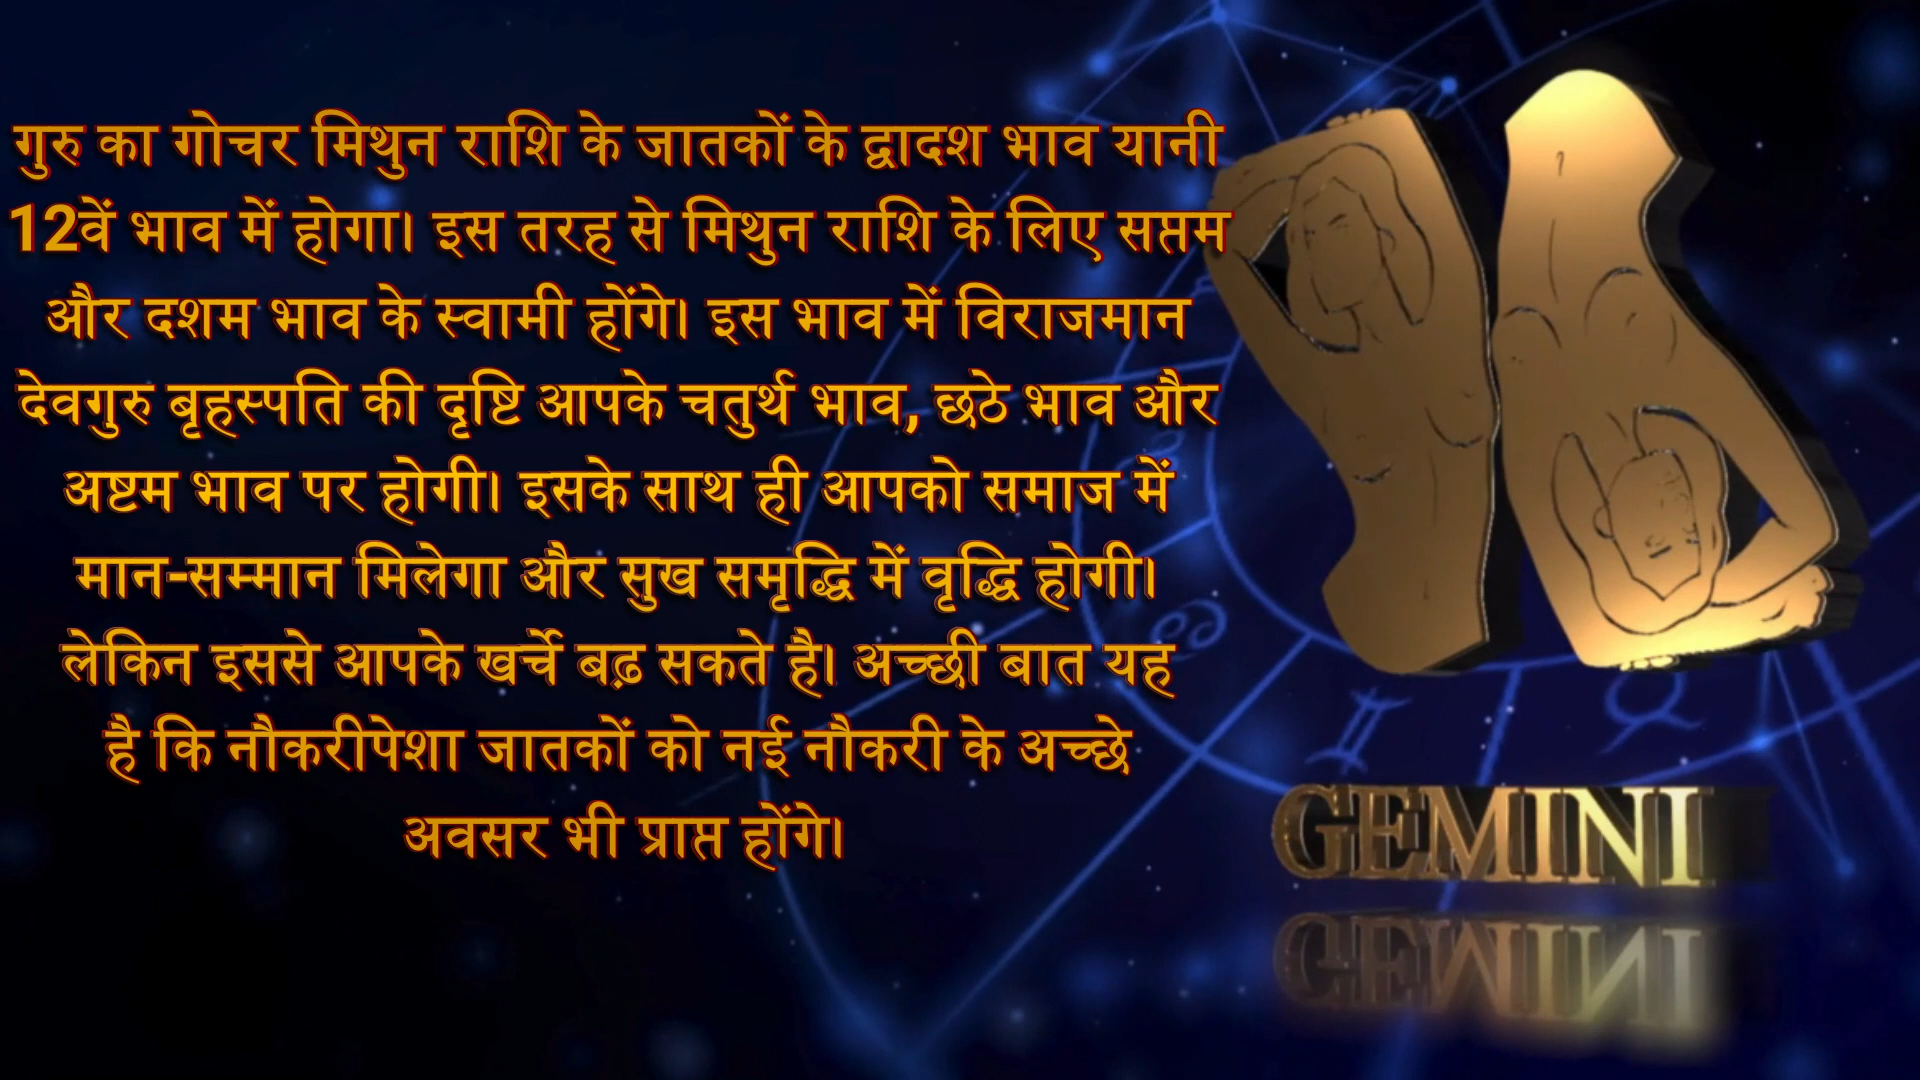 गुरु का गोचर मिथुन राशि के जातकों के द्वादश भाव यानी
12वें भाव में होगा। इस तरह से मिथुन राशि के लिए सप्तम
और दशम भाव के स्वामी होंगे। इस भाव में विराजमान
देवगुरु बृहस्पति की दृष्टि आपके चतुर्थ भाव, छठे भाव और
अष्टम भाव पर होगी। इसके साथ ही आपको समाज में
मान-सम्मान मिलेगा और सुख समृद्धि में वृद्धि होगी।
लेकिन इससे आपके खर्चे बढ़ सकते है। अच्छी बात यह
है कि नौकरीपेशा जातकों को नई नौकरी के अच्छे
अवसर भी प्राप्त होंगे।
GEMINI